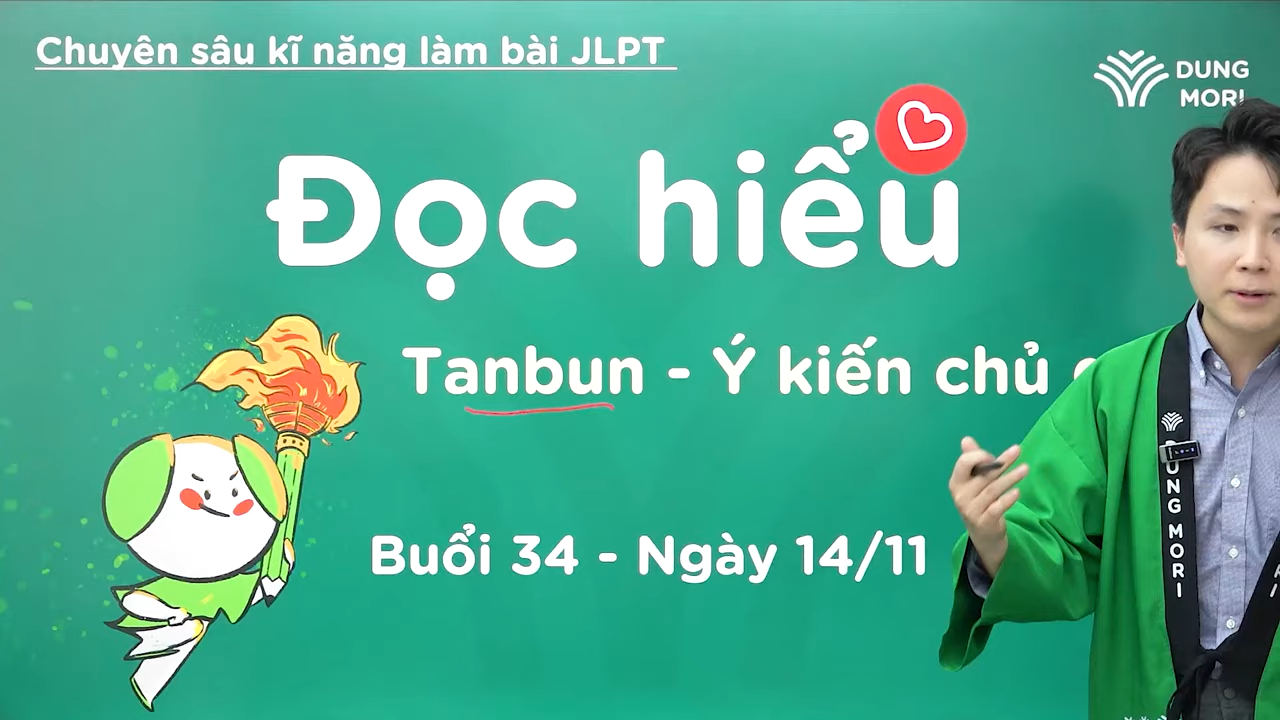 Chuyên sâu kĩ năng làm bài JLPT
DUNG
MORI
Đọc hiểu
Tanbun - Ý kiến chủ
Buổi 34 - Ngày 14/11
DUNG MORI